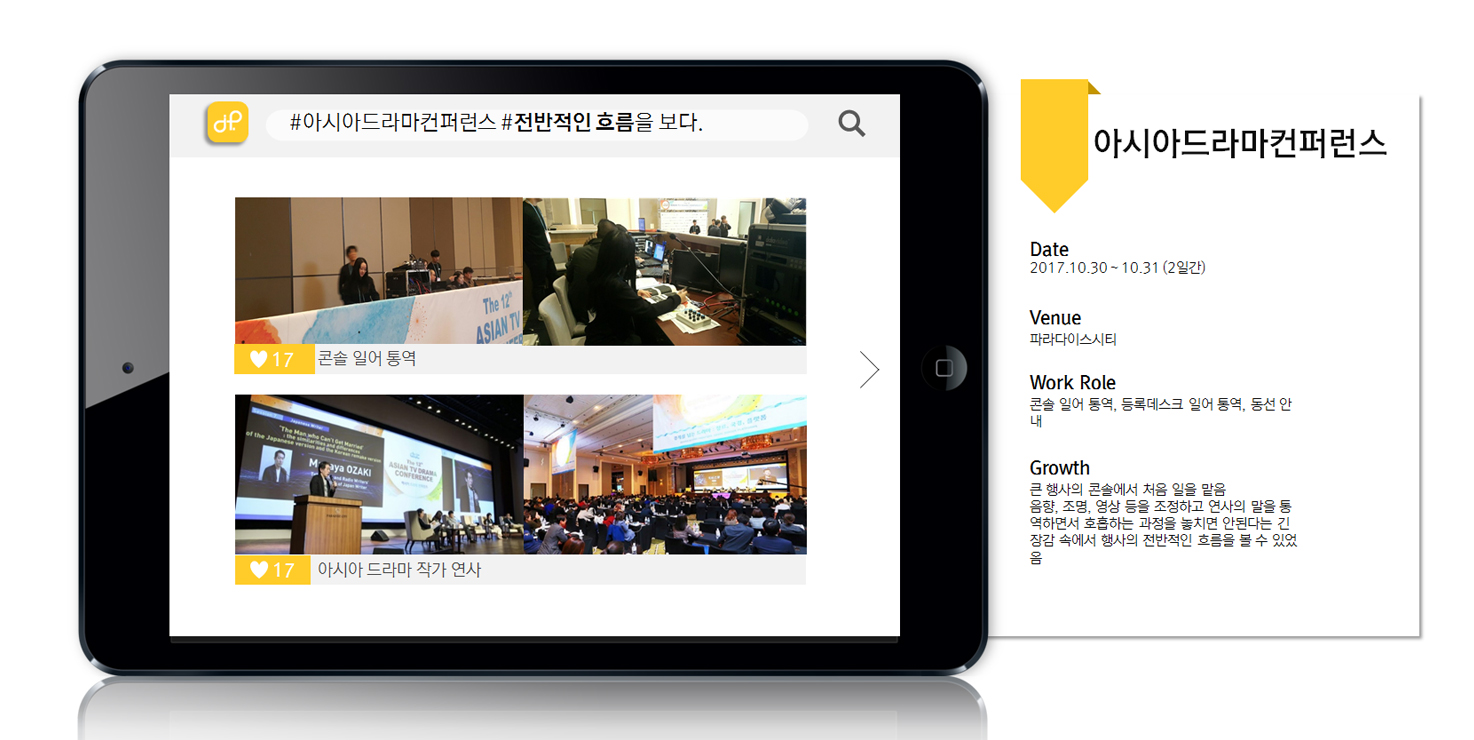 dP
#아시아드라마컨퍼런스 #전반적인 흐름을 보다.
The 12th
ASIAN TV
17 콘솔 일어 통역
"The Man who Can't Get Married"
: the similarities and differences
of the Japanese version and the Korean remake version
OZAKI
The 12th
ASIAN TV DRAMA
CONFERENCE
17 아시아 드라마 작가 연사
아시아드라마컨퍼런스
Date
2017.10.30 ~ 10.31 (2일간)
Venue
파라다이스시티
Work Role
콘솔 일어 통역, 등록데스크 일어 통역, 동선 안
내
Growth
큰 행사의 콘솔에서 처음 일을 맡음
음향, 조명, 영상 등을 조정하고 연사의 말을 통
역하면서 호흡하는 과정을 놓치면 안된다는 긴
장감 속에서 행사의 전반적인 흐름을 볼 수 있었
음